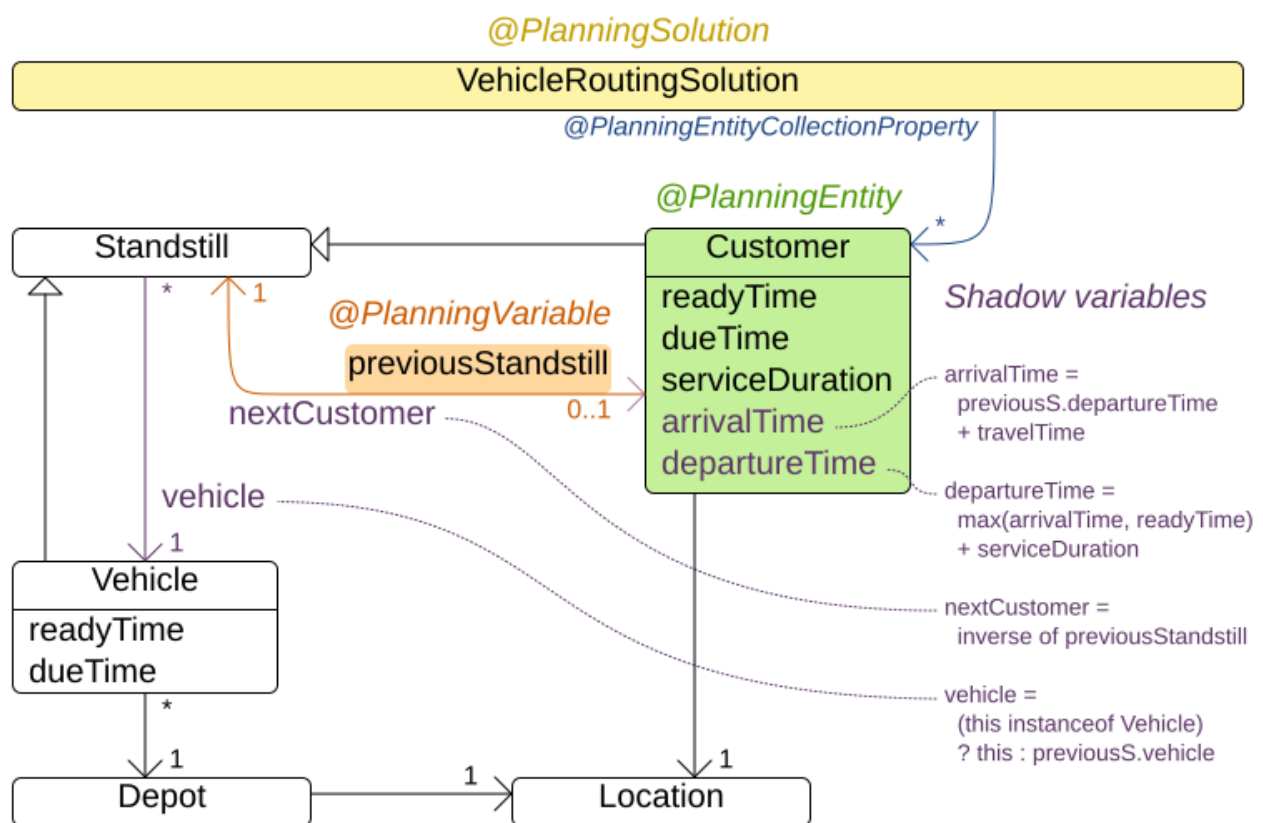 @PlanningSolution
VehicleRoutingSolution
@PlanningEntityCollectionProperty
@PlanningEntity
*
Standstill
Customer
*
1
@PlanningVariable
previousStandstill
0..1
nextCustomer
vehicle
1
readyTime
dueTime
serviceDuration
arrivalTime
departureTime
Shadow variables
arrivalTime =
previousS.departureTime
+ travelTime
departureTime =
max(arrivalTime, readyTime)
+ serviceDuration
nextCustomer =
inverse of previousStandstill
vehicle =
(this instanceof Vehicle)
? this : previousS.vehicle
Vehicle
readyTime
dueTime
*
1
1
1
Depot
Location